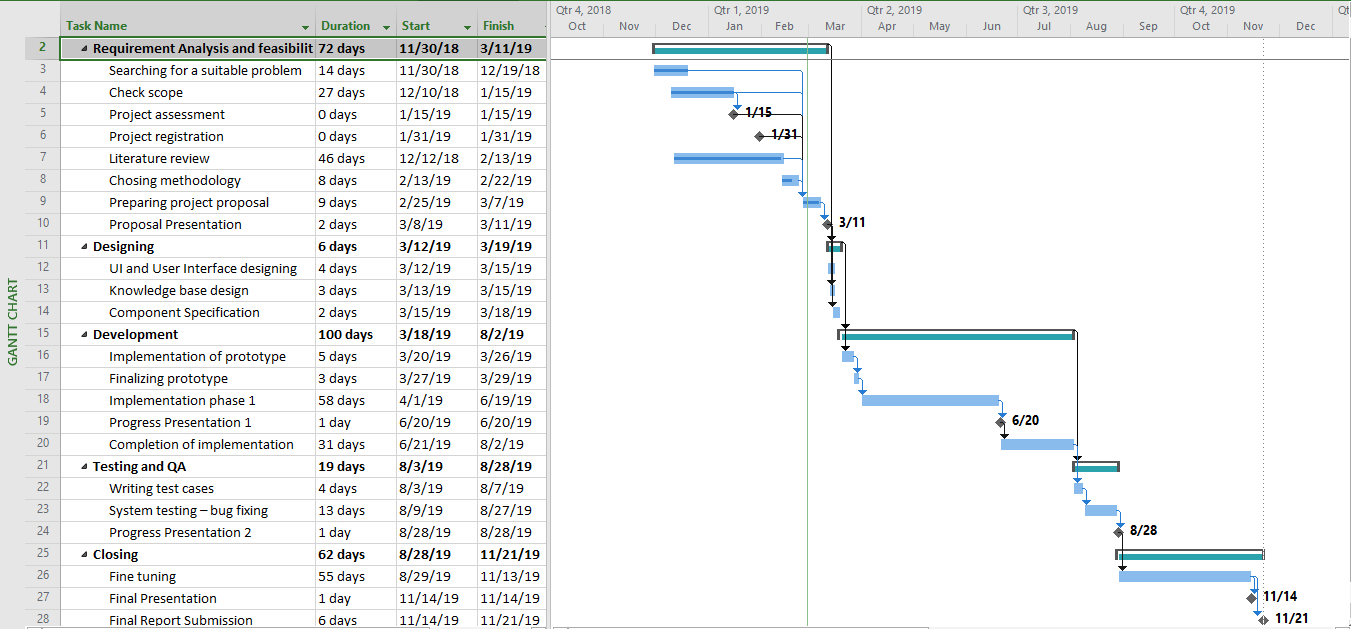 Qtr 4, 2018 Qtr 1, 2019 Qtr 2, 2019 Qtr 3, 2019 Qtr 4, 2019
Task Name Duration Start Finish Oct Nov Dec Jan Feb Mar Apr May Jun Jul Aug Sep Oct Nov Dec
2 Requirement Analysis and feasibilit 72 days 11/30/18 3/11/19
3 Searching for a suitable problem 14 days 11/30/18 12/19/18
4 Check scope 27 days 12/10/18 1/15/19
5 Project assessment 0 days 1/15/19 1/15/19 1/15
6 Project registration 0 days 1/31/19 1/31/19 1/31
7 Literature review 46 days 12/12/18 2/13/19
8 Chosing methodology 8 days 2/13/19 2/22/19
9 Preparing project proposal 9 days 2/25/19 3/7/19
10 Proposal Presentation 2 days 3/8/19 3/11/19 3/11
11 Designing 6 days 3/12/19 3/19/19
12 UI and User Interface designing 4 days 3/12/19 3/15/19
13 Knowledge base design 3 days 3/13/19 3/15/19
14 Component Specification 2 days 3/15/19 3/18/19
15 Development 100 days 3/18/19 8/2/19
16 Implementation of prototype 5 days 3/20/19 3/26/19
17 Finalizing prototype 3 days 3/27/19 3/29/19
18 Implementation phase 1 58 days 4/1/19 6/19/19
19 Progress Presentation 1 1 day 6/20/19 6/20/19 6/20
20 Completion of implementation 31 days 6/21/19 8/2/19
21 Testing and QA 19 days 8/3/19 8/28/19
22 Writing test cases 4 days 8/3/19 8/7/19
23 System testing – bug fixing 13 days 8/9/19 8/27/19
24 Progress Presentation 2 1 day 8/28/19 8/28/19 8/28
25 Closing 62 days 8/28/19 11/21/19
26 Fine tuning 55 days 8/29/19 11/13/19
27 Final Presentation 1 day 11/14/19 11/14/19 11/14
28 Final Report Submission 6 days 11/14/19 11/21/19 11/21
GANTT CHART